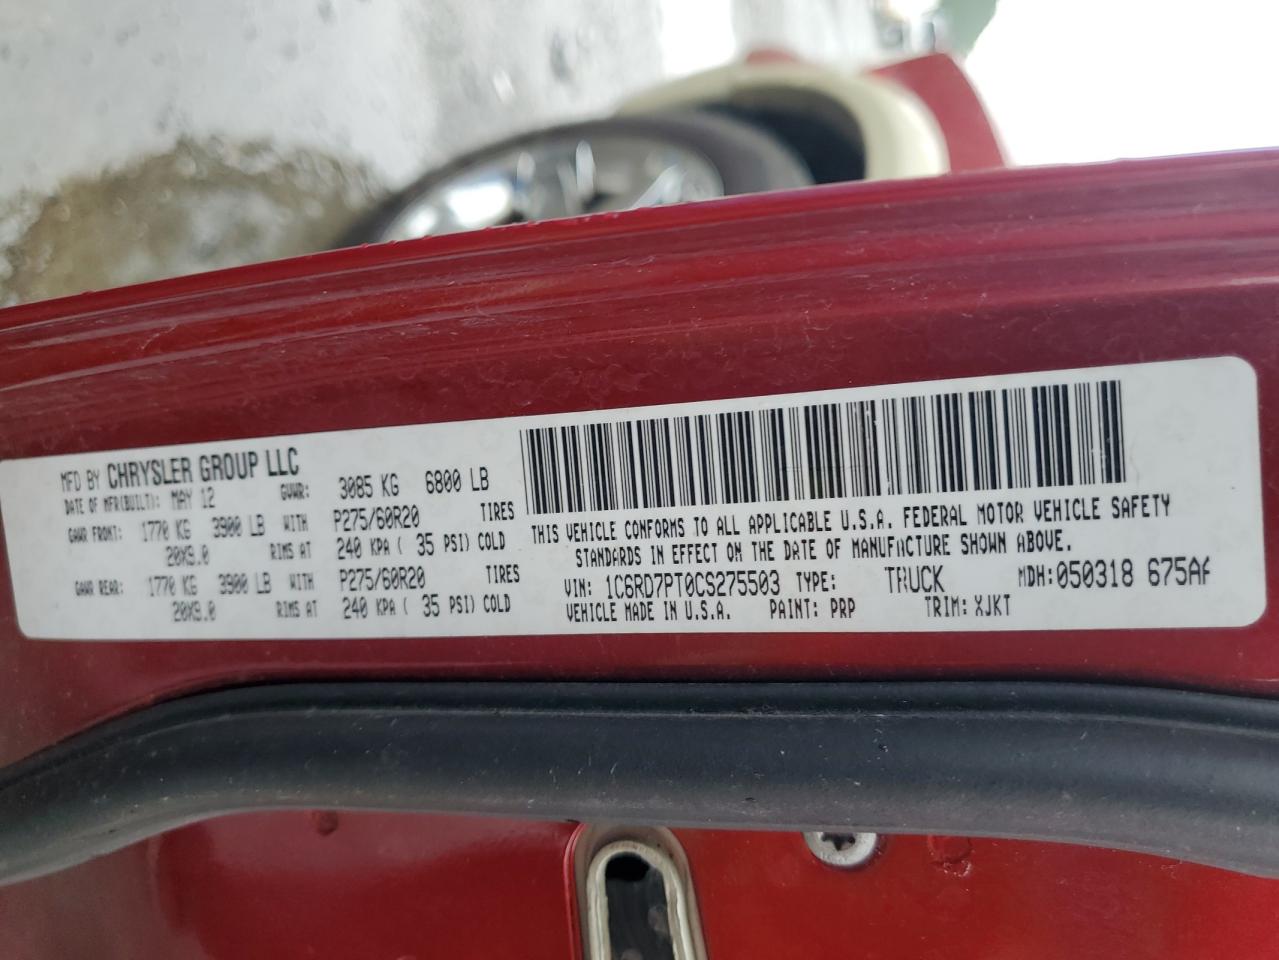 MFD BY CHRYSLER GROUP LLC
DATE OF MFR(BUILT): MAY 12 GVWR: 3085 KG 6800 LB
GAWR FRONT: 1770 KG 3900 LB WITH P275/60R20 TIRES
20X9.0 RIMS AT 240 KPA ( 35 PSI) COLD
GAWR REAR: 1770 KG 3900 LB WITH P275/60R20 TIRES
20X9.0 RIMS AT 240 KPA ( 35 PSI) COLD
THIS VEHICLE CONFORMS TO ALL APPLICABLE U.S.A. FEDERAL MOTOR VEHICLE SAFETY
STANDARDS IN EFFECT ON THE DATE OF MANUFACTURE SHOWN ABOVE.
VIN: 1C6RD7PT0CS275503 TYPE: TRUCK MDH: 050318 675AA
VEHICLE MADE IN U.S.A. PAINT: PRP TRIM: XJKT